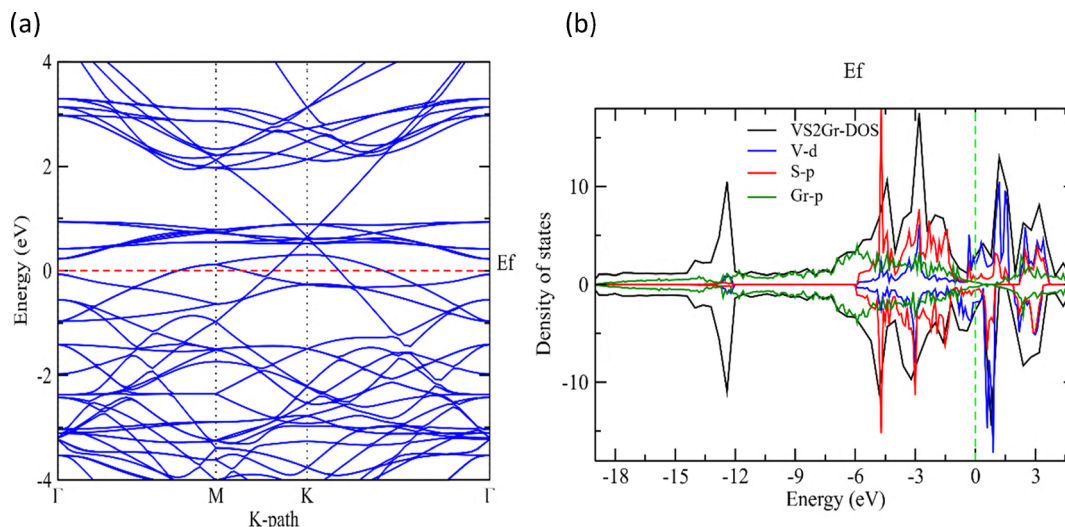 (a)
4
2
0
-2
-4
Energy (eV)
Ef
Γ
M
K
Γ
K-path
(b)
Ef
VS2Gr-DOS
V-d
S-p
Gr-p
10
0
-10
Density of states
-18
-15
-12
-9
-6
-3
0
3
Energy (eV)